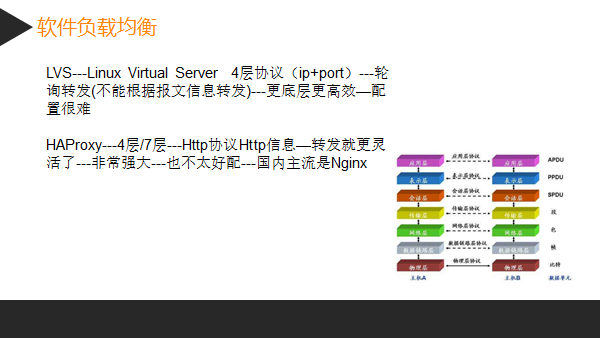 软件负载均衡
LVS---Linux Virtual Server 4层协议（ip+port）---轮
询转发(不能根据报文信息转发)---更底层更高效—配
置很难
HAProxy---4层/7层---Http协议Http信息—转发就更灵
活了---非常强大---也不太好配---国内主流是Nginx
应用层 应用层协议 应用层 APDU
表示层 表示层协议 表示层 PPDU
会话层 会话层协议 会话层 SPDU
传输层 传输层协议 传输层 段
网络层 网络层协议 网络层 包
数据链路层 数据链路层协议 数据链路层 帧
物理层 物理层协议 物理层 比特
主机A 主机B 数据单元